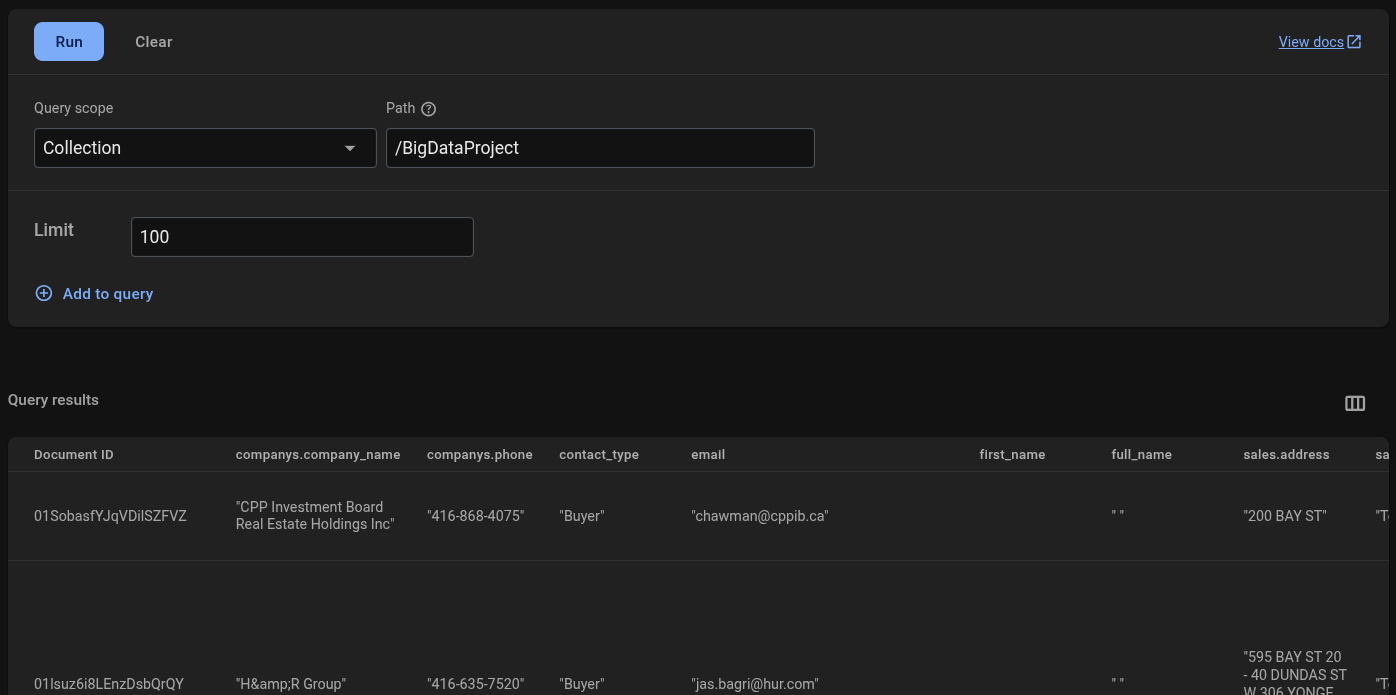 Run
Clear
View docs
Query scope
Path
Collection
/BigDataProject
Limit
100
Add to query
Query results
Document ID
companys.company_name
companys.phone
contact_type
email
first_name
full_name
sales.address
sa
01SobasfYJqVDilSZFVZ
"CPP Investment Board
Real Estate Holdings Inc"
"416-868-4075"
"Buyer"
"chawman@cppib.ca"
" "
"200 BAY ST"
"T
01Isuz6i8LEnzDsbQrQY
"H&amp;R Group"
"416-635-7520"
"Buyer"
"jas.bagri@hur.com"
" "
"595 BAY ST 20
- 40 DUNDAS ST
W 306 YONGE
"T